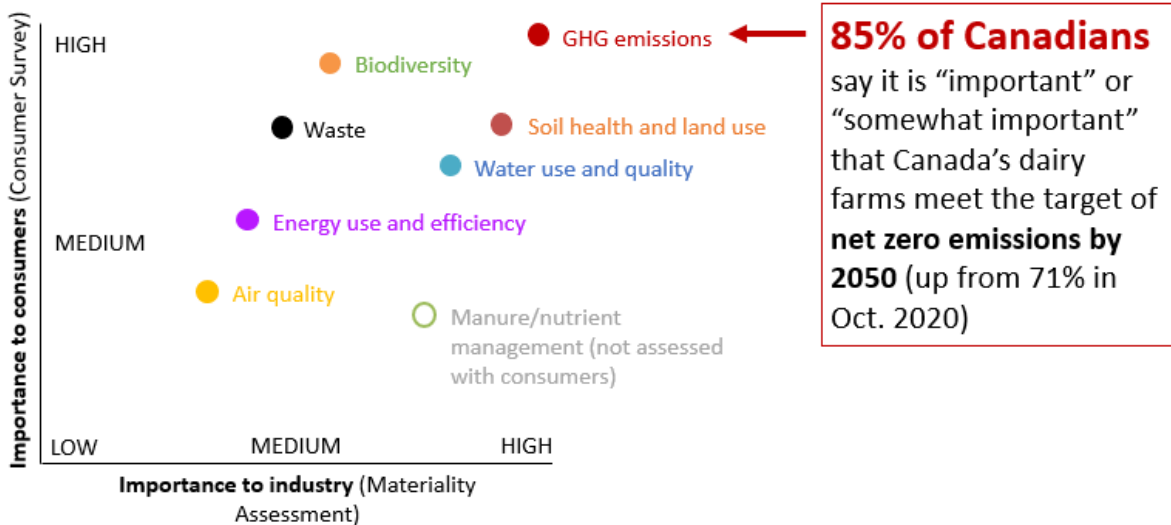 Importance to consumers (Consumer Survey)
HIGH
MEDIUM
LOW
MEDIUM
HIGH
GHG emissions
Biodiversity
Waste
Soil health and land use
Water use and quality
Energy use and efficiency
Air quality
Manure/nutrient
management (not assessed
with consumers)
Importance to industry (Materiality
Assessment)
85% of Canadians
say it is “important” or
“somewhat important”
that Canada’s dairy
farms meet the target of
net zero emissions by
2050 (up from 71% in
Oct. 2020)